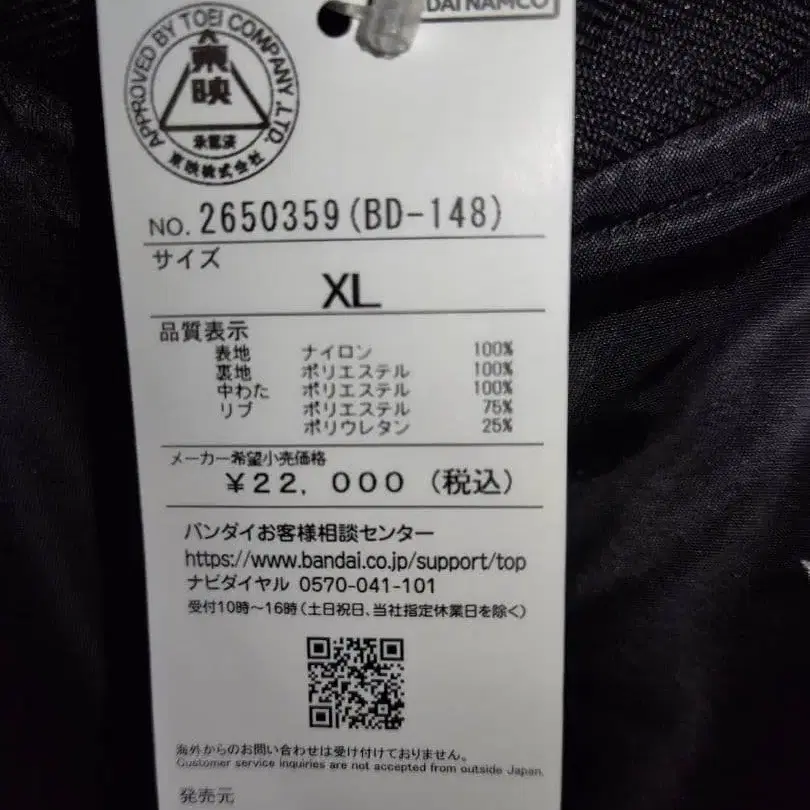 BANDAI NAMCO
APPROVED BY TOEI COMPANY, LTD.
東映
承認済
東映株式会社
NO. 2650359(BD-148)
サイズ
XL
品質表示
表地 ナイロン 100%
裏地 ポリエステル 100%
中わた ポリエステル 100%
リブ ポリエステル 75%
ポリウレタン 25%
メーカー希望小売価格
¥22, 000 (税込)
バンダイお客様相談センター
https://www.bandai.co.jp/support/top
ナビダイヤル 0570-041-101
受付10時~16時(土日祝日、当社指定休業日を除く)
海外からのお問い合わせは受け付けておりません。
Customer service inquiries are not accepted from outside Japan.
発売元